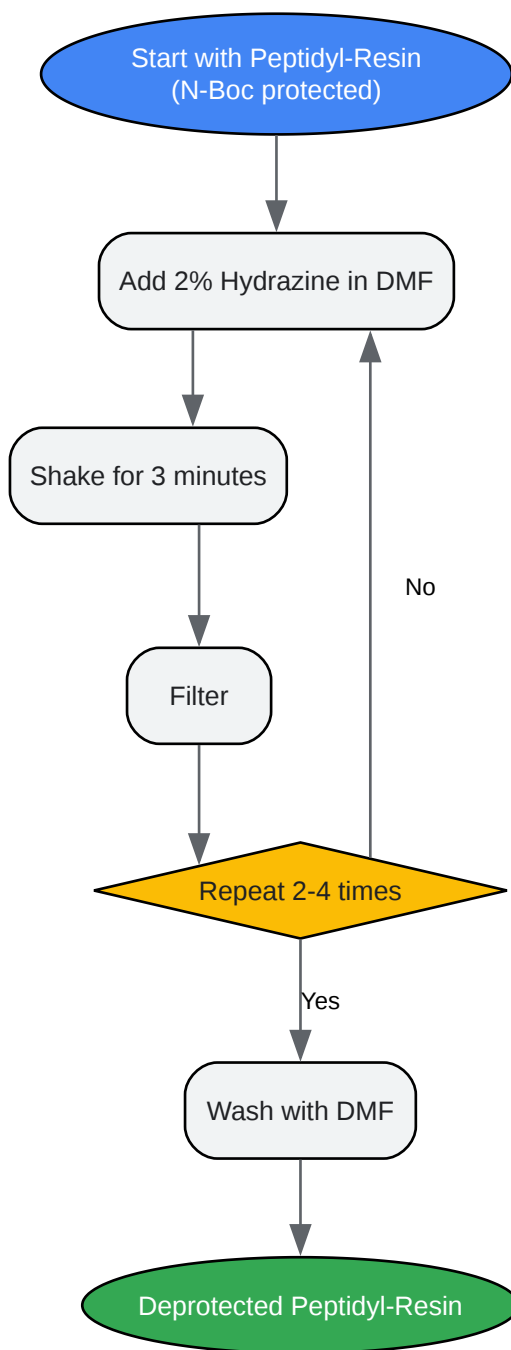 Start with Peptidyl-Resin
(N-Boc protected)
Add 2% Hydrazine in DMF
Shake for 3 minutes
No
Filter
Repeat 2-4 times
Yes
Wash with DMF
Deprotected Peptidyl-Resin